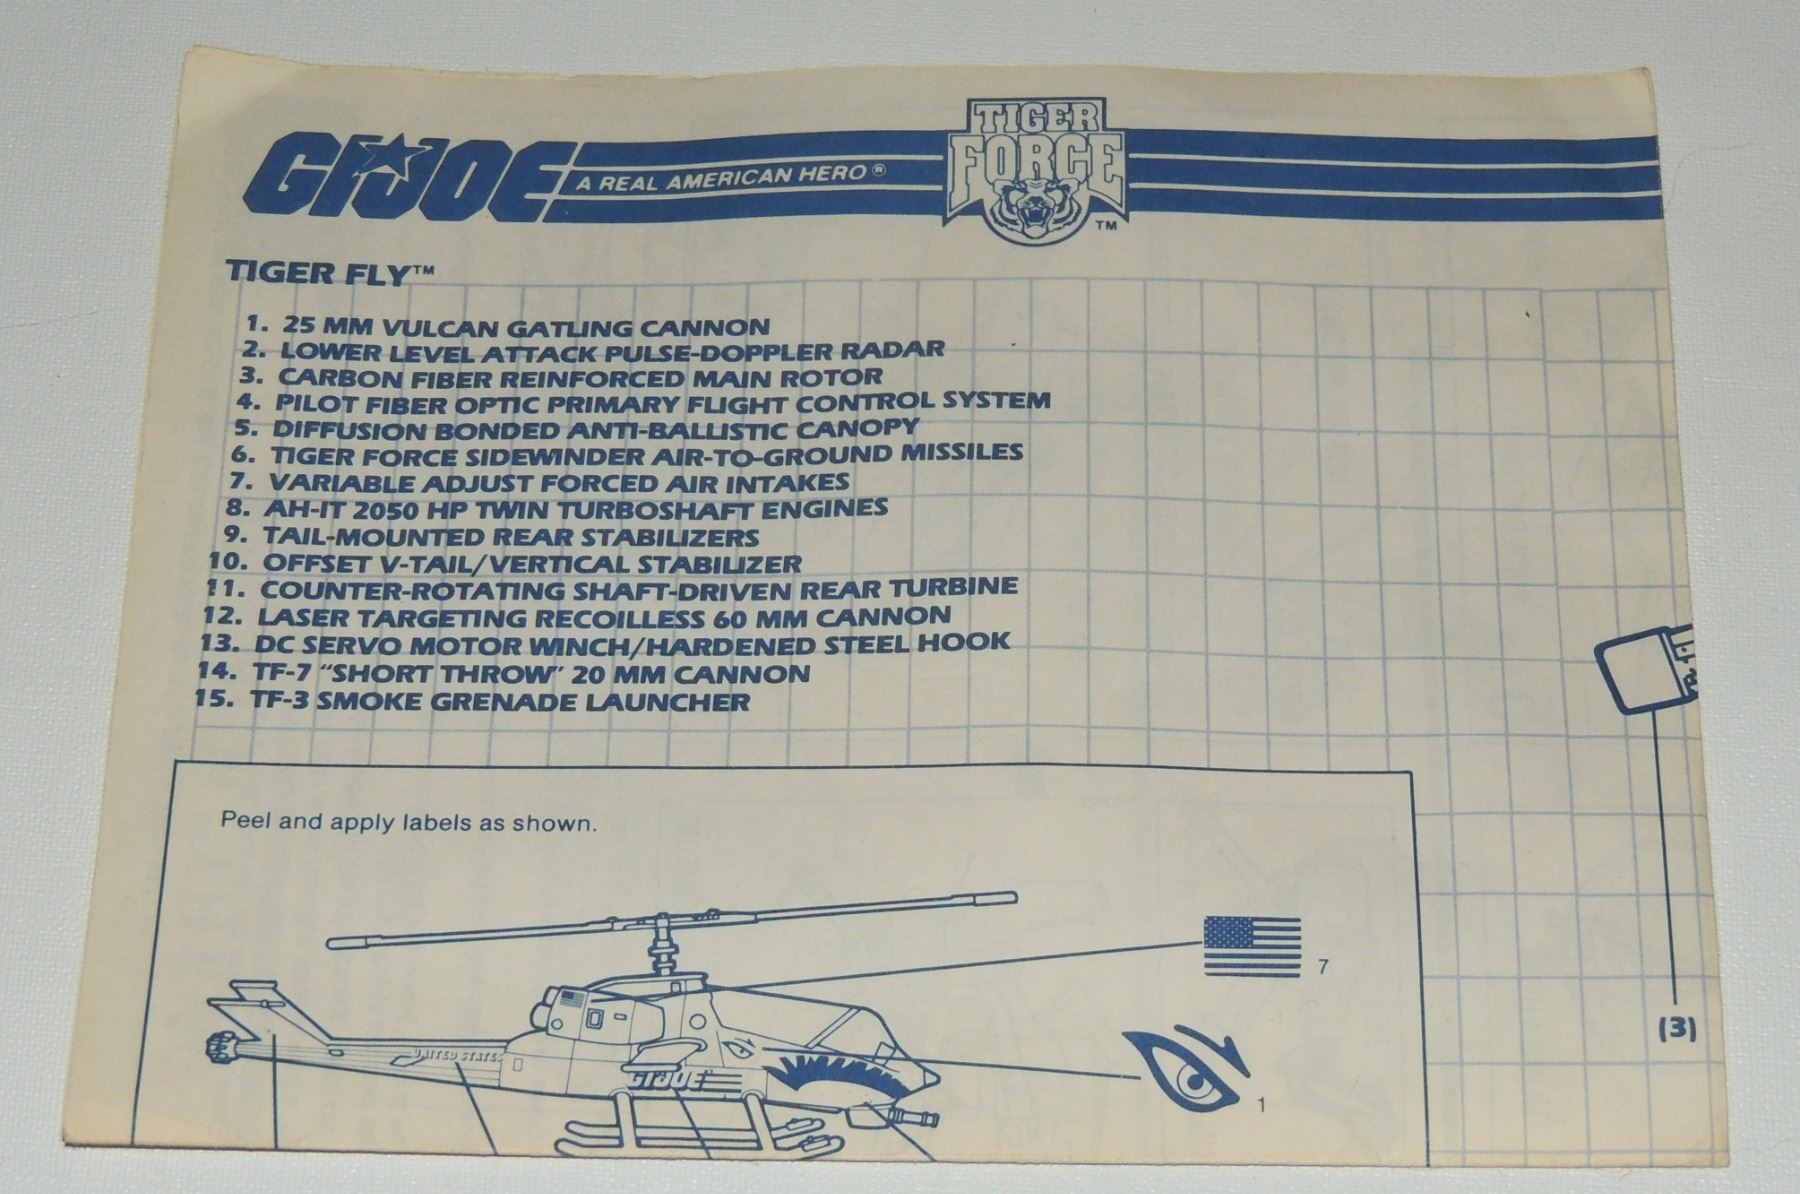 GI JOE
A REAL AMERICAN HERO®
TIGER
FORCE
TM
TIGER FLY™
1. 25 MM VULCAN GATLING CANNON
2. LOWER LEVEL ATTACK PULSE-DOPPLER RADAR
3. CARBON FIBER REINFORCED MAIN ROTOR
4. PILOT FIBER OPTIC PRIMARY FLIGHT CONTROL SYSTEM
5. DIFFUSION BONDED ANTI-BALLISTIC CANOPY
6. TIGER FORCE SIDEWINDER AIR-TO-GROUND MISSILES
7. VARIABLE ADJUST FORCED AIR INTAKES
8. AH-IT 2050 HP TWIN TURBOSHAFT ENGINES
9. TAIL-MOUNTED REAR STABILIZERS
10. OFFSET V-TAIL/VERTICAL STABILIZER
11. COUNTER-ROTATING SHAFT-DRIVEN REAR TURBINE
12. LASER TARGETING RECOILLESS 60 MM CANNON
13. DC SERVO MOTOR WINCH/HARDENED STEEL HOOK
14. TF-7 "SHORT THROW" 20 MM CANNON
15. TF-3 SMOKE GRENADE LAUNCHER
Peel and apply labels as shown.
7
(3)
UNITED STATES
GI JOE
1